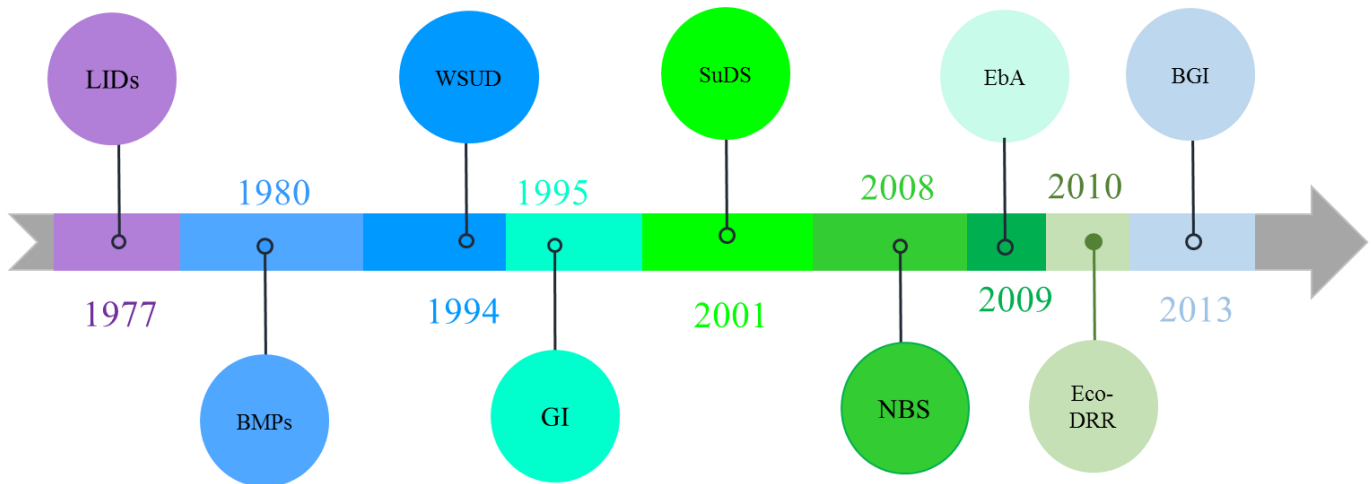 LIDs
WSUD
SuDS
EbA
BGI
1980
1995
2008
2010
1977
1994
2001
2009
2013
BMPs
GI
NBS
Eco-
DRR